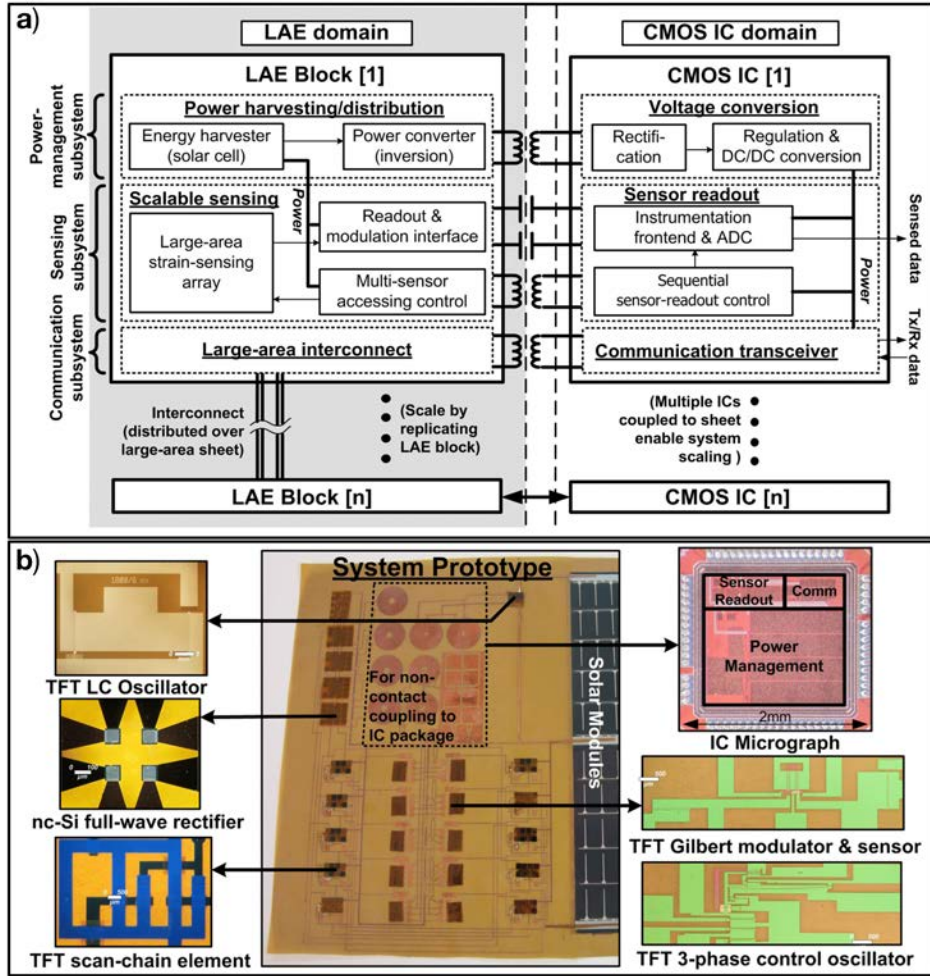 a)
LAE domain
CMOS IC domain
LAE Block [1]
CMOS IC [1]
Power-
management
subsystem
Power harvesting/distribution
Energy harvester
(solar cell)
Power converter
(inversion)
Voltage conversion
Rectifi-
cation
Regulation &
DC/DC conversion
Sensing
subsystem
Scalable sensing
Power
Large-area
strain-sensing
array
Readout &
modulation interface
Multi-sensor
accessing control
Sensor readout
Instrumentation
frontend & ADC
Sequential
sensor-readout control
Power
Sensed
data
Communication
subsystem
Large-area interconnect
Communication transceiver
Tx/Rx
data
Interconnect
(distributed over
large-area sheet)
(Scale by
replicating
LAE block)
(Multiple ICs
coupled to sheet
enable system
scaling )
LAE Block [n]
CMOS IC [n]
b)
System Prototype
TFT LC Oscillator
For non-
contact
coupling to
IC package
Solar Modules
Sensor
Readout
Comm
Power
Management
2mm
IC Micrograph
0 100
µm
nc-Si full-wave rectifier
TFT Gilbert modulator & sensor
0 500
µm
TFT scan-chain element
TFT 3-phase control oscillator